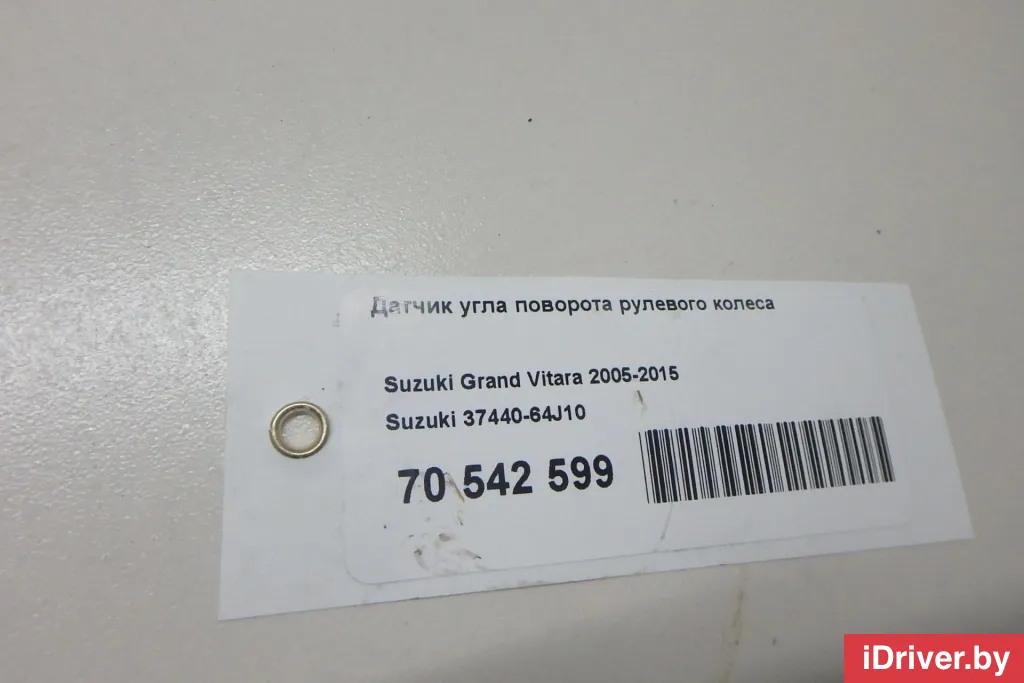 Датчик угла поворота рулевого колеса
Suzuki Grand Vitara 2005-2015
Suzuki 37440-64J10
70 542 599
iDriver.by